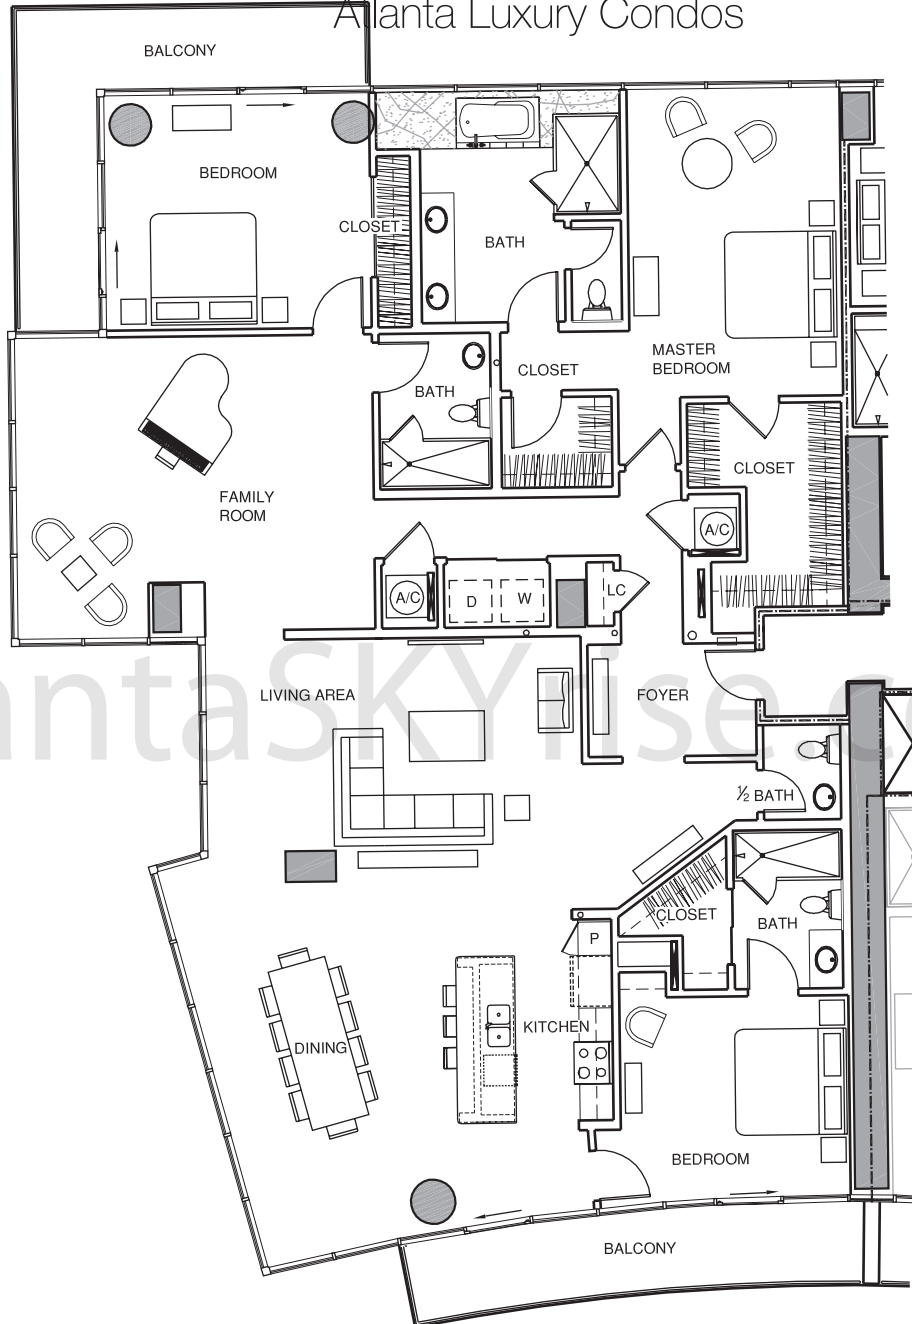 Atlanta Luxury Condos
BALCONY
BEDROOM
CLOSET
BATH
MASTER
BEDROOM
CLOSET
BATH
CLOSET
FAMILY
ROOM
A/C
A/C
D
W
LC
antaSKYrise.c
LIVING AREA
FOYER
½ BATH
CLOSET
BATH
P
KITCHEN
DINING
BEDROOM
BALCONY